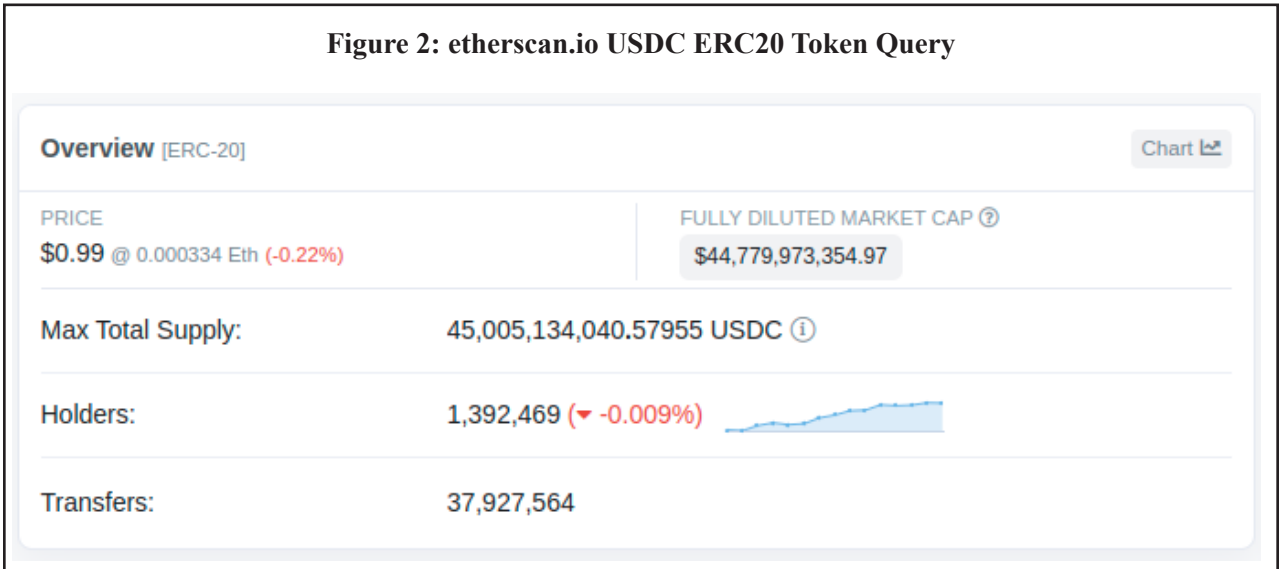 Figure 2: etherscan.io USDC ERC20 Token Query
Overview [ERC-20]
Chart
PRICE
$0.99 @ 0.000334 Eth (-0.22%)
FULLY DILUTED MARKET CAP
$44,779,973,354.97
Max Total Supply:
45,005,134,040.57955 USDC
Holders:
1,392,469 (-0.009%)
Transfers:
37,927,564